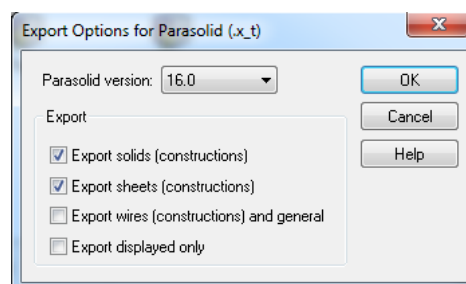 Export Options for Parasolid (.x_t)
Parasolid version: 16.0
OK
Export
Cancel
Export solids (constructions)
Help
Export sheets (constructions)
Export wires (constructions) and general
Export displayed only